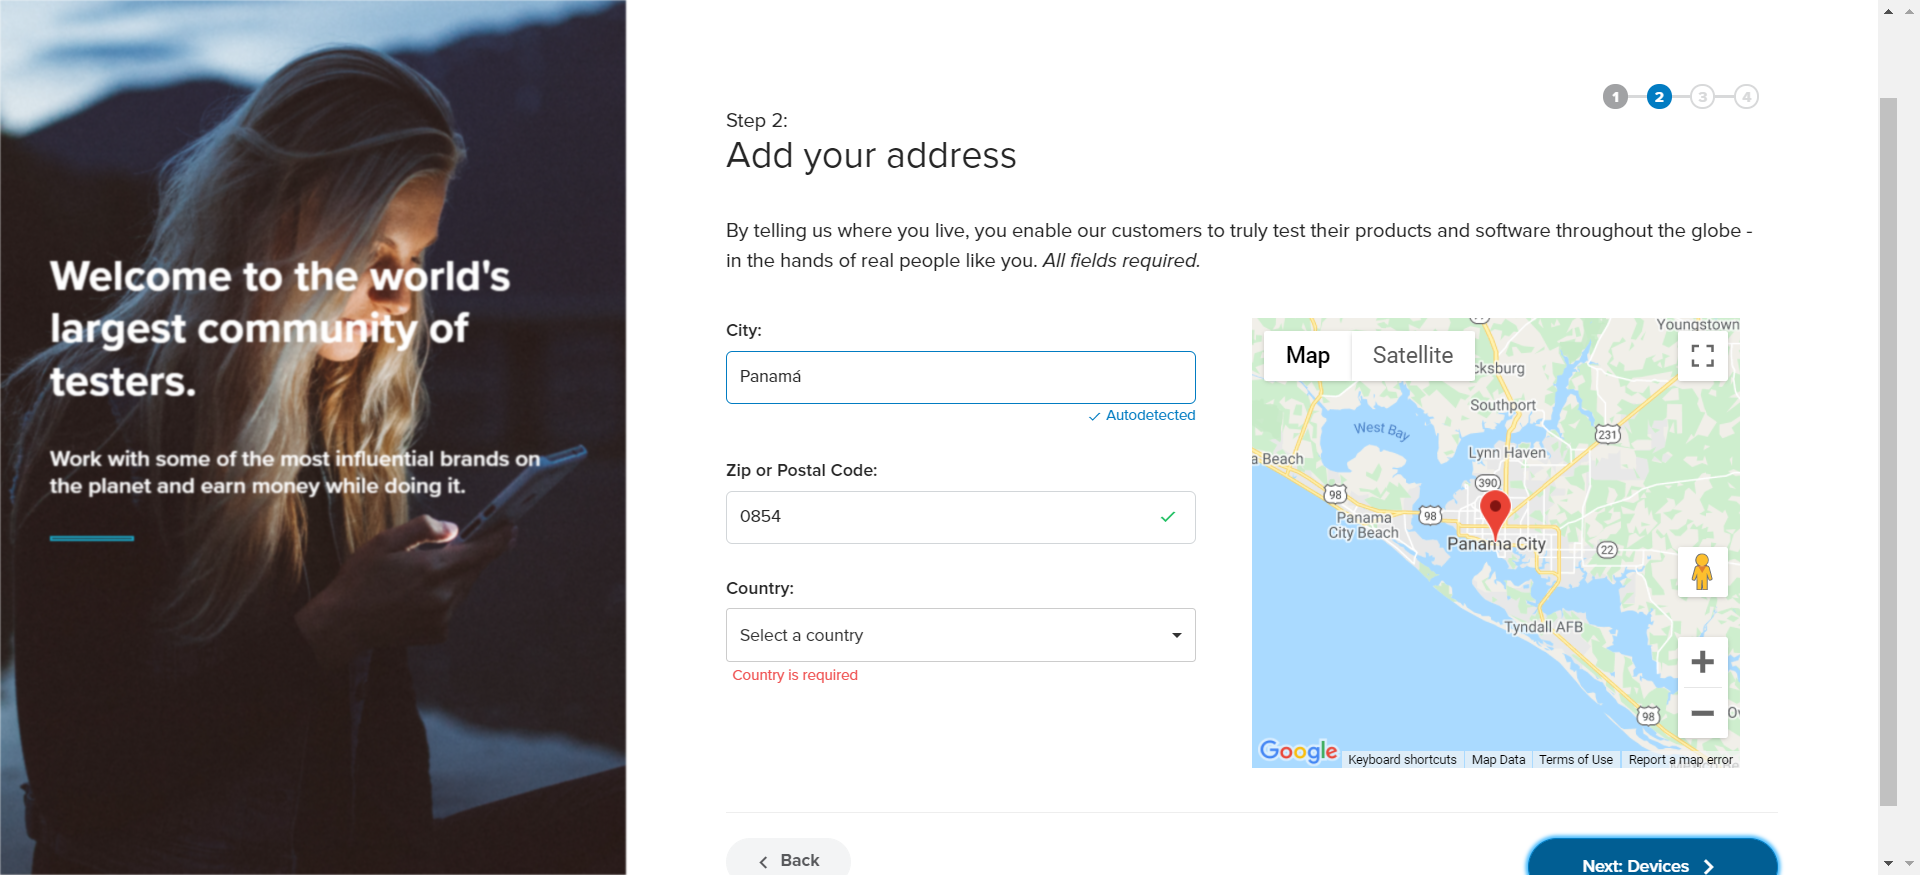 Welcome to the world's
largest community of
testers.
Work with some of the most influential brands on
the planet and earn money while doing it.
1 2 3 4
Step 2:
Add your address
By telling us where you live, you enable our customers to truly test their products and software throughout the globe -
in the hands of real people like you. All fields required.
City:
Panamá
Autodetected
Zip or Postal Code:
0854
Country:
Select a country
Country is required
Youngstown
Map
Satellite
cksburg
Southport
West Bay
231
Lynn Haven
a Beach
390
98
98
Panama
City Beach
Panama City
22
Tyndall AFB
98
Google
Keyboard shortcuts
Map Data
Terms of Use
Report a map error
Back
Next: Devices